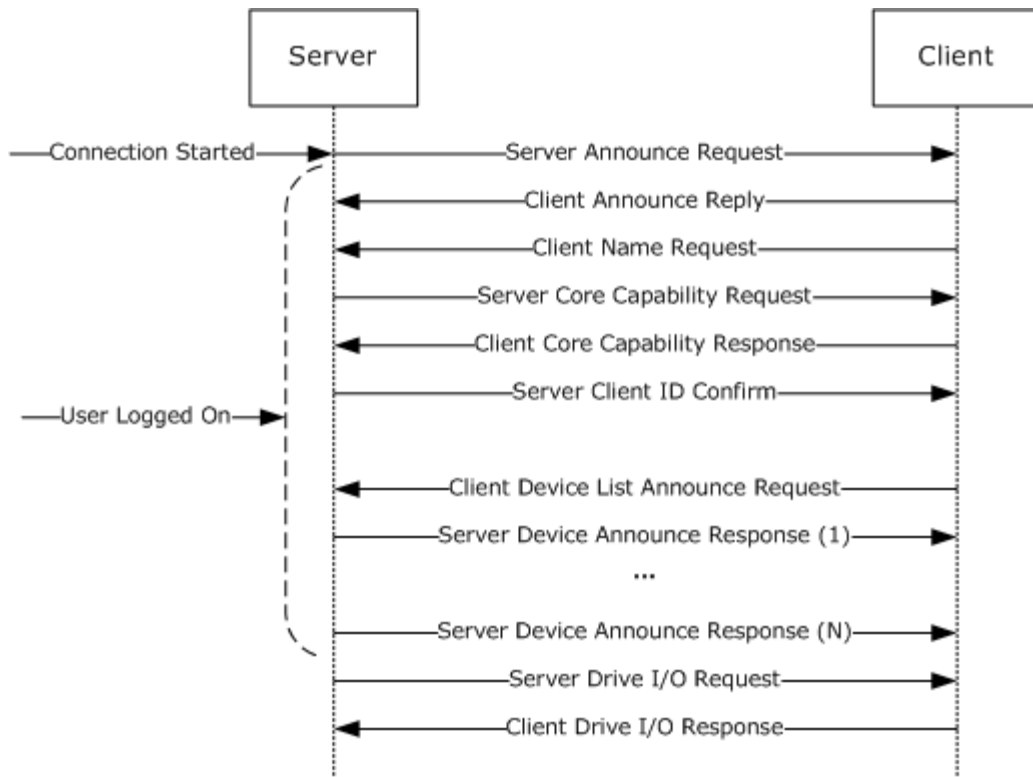 Server
Client
Connection Started
Server Announce Request
Client Announce Reply
Client Name Request
Server Core Capability Request
Client Core Capability Response
Server Client ID Confirm
User Logged On
Client Device List Announce Request
Server Device Announce Response (1)
...
Server Device Announce Response (N)
Server Drive I/O Request
Client Drive I/O Response